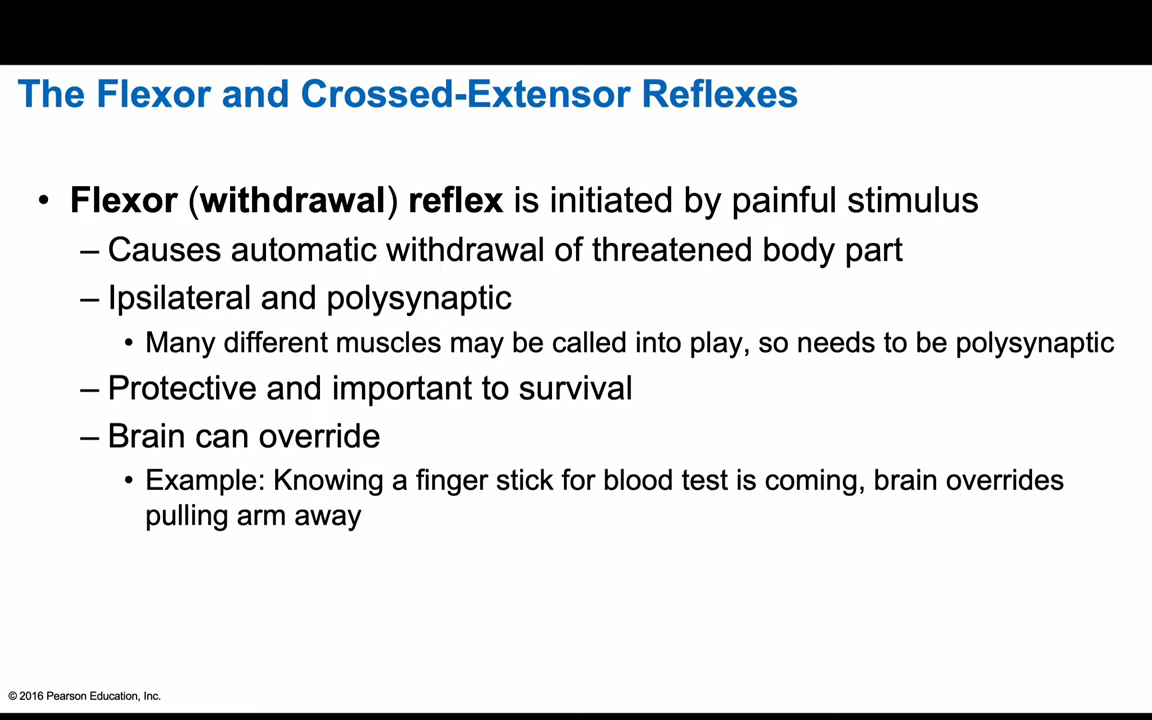 The Flexor and Crossed-Extensor Reflexes
• Flexor (withdrawal) reflex is initiated by painful stimulus
– Causes automatic withdrawal of threatened body part
– Ipsilateral and polysynaptic
• Many different muscles may be called into play, so needs to be polysynaptic
– Protective and important to survival
– Brain can override
• Example: Knowing a finger stick for blood test is coming, brain overrides
pulling arm away
© 2016 Pearson Education, Inc.